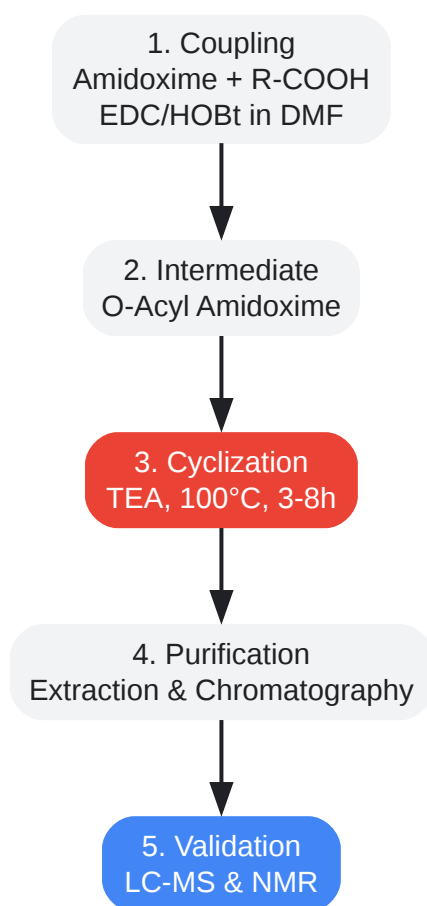 1. Coupling
Amidoxime + R-COOH
EDC/HOBt in DMF
2. Intermediate
O-Acyl Amidoxime
3. Cyclization
TEA, 100°C, 3-8h
4. Purification
Extraction & Chromatography
5. Validation
LC-MS & NMR